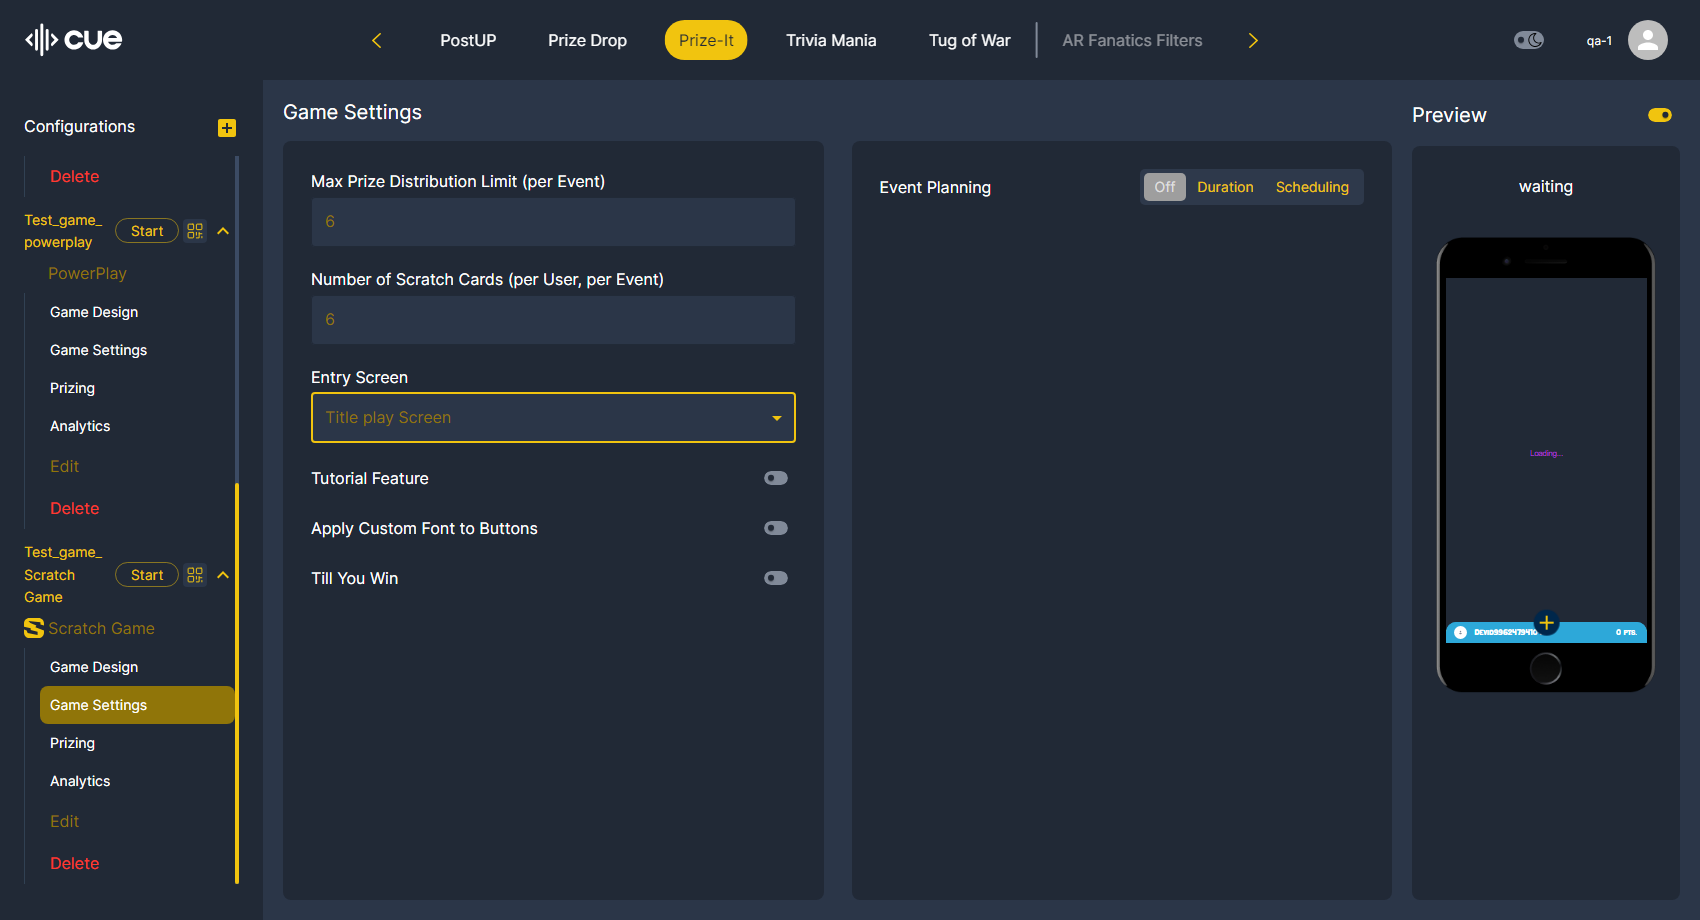 cue
PostUP
Prize Drop
Prize-It
Trivia Mania
Tug of War
AR Fanatics Filters
qa-1
Configurations
Delete
Test_game_
powerplay
Start
PowerPlay
Game Design
Game Settings
Prizing
Analytics
Edit
Delete
Test_game_
Scratch
Game
Start
Scratch Game
Game Design
Game Settings
Prizing
Analytics
Edit
Delete
Game Settings
Max Prize Distribution Limit (per Event)
6
Number of Scratch Cards (per User, per Event)
6
Entry Screen
Title play Screen
Tutorial Feature
Apply Custom Font to Buttons
Till You Win
Event Planning
Off
Duration
Scheduling
Preview
waiting
Loading...
0 PTS.